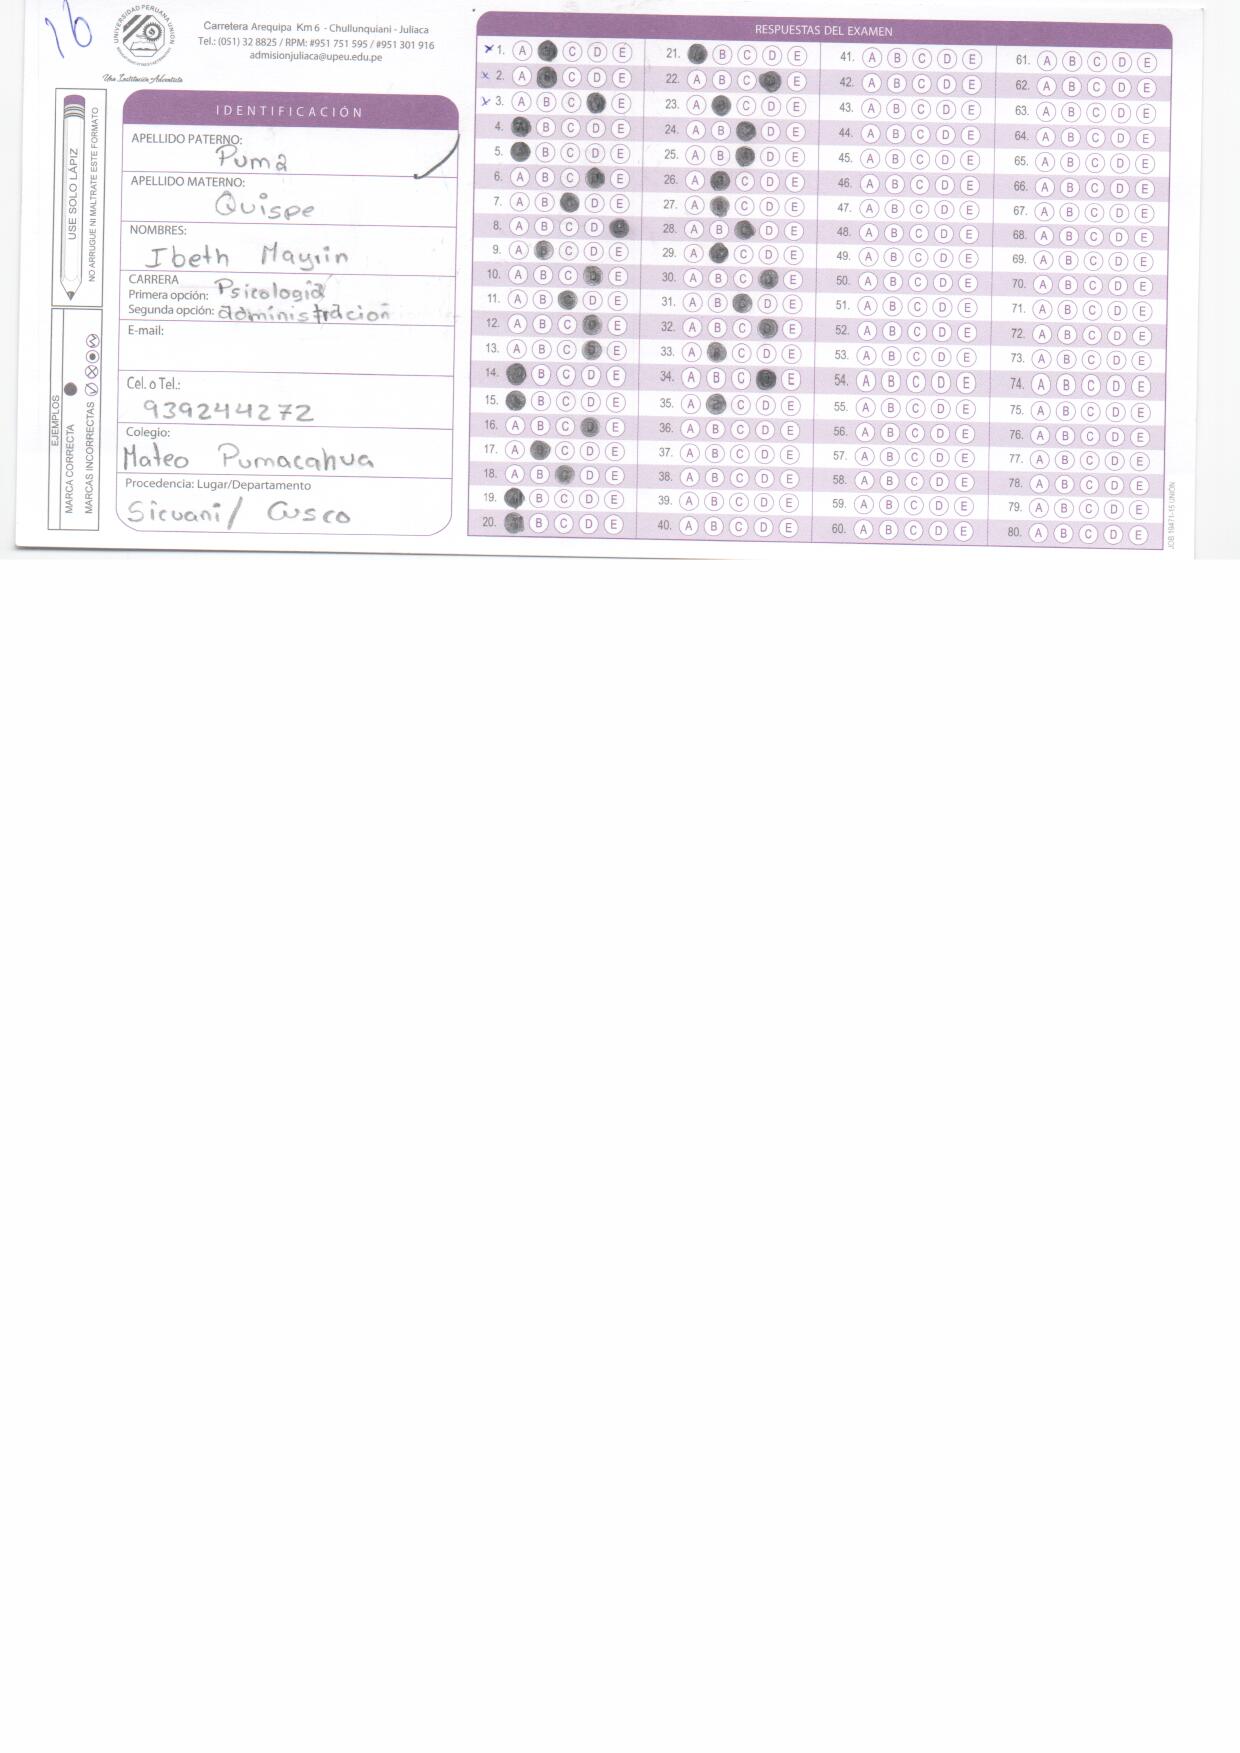 16
UNIVERSIDAD PERUANA UNIÓN
Una Institución Adventista
Carretera Arequipa Km 6 - Chullunquiani - Juliaca
Tel.: (051) 32 8825 / RPM: #951 751 595 / #951 301 916
admisionjuliaca@upeu.edu.pe
USE SOLO LÁPIZ
NO ARRUGUE NI MALTRATE ESTE FORMATO
EJEMPLOS
MARCA CORRECTA
MARCAS INCORRECTAS
IDENTIFICACIÓN
APELLIDO PATERNO:
Puma
APELLIDO MATERNO:
Quispe
NOMBRES:
Ibeth Mayrin
CARRERA
Primera opción: Psicologia
Segunda opción: administracion
E-mail:
Cel. o Tel.:
939244272
Colegio:
Mateo Pumacahua
Procedencia: Lugar/Departamento
Sicuani/ Cusco
RESPUESTAS DEL EXAMEN
1. A C D E
2. A C D E
3. A B C E
4. B C D E
5. B C D E
6. A B C E
7. A B D E
8. A B C D
9. A C D E
10. A B C E
11. A B D E
12. A B C E
13. A B C E
14. B C D E
15. B C D E
16. A B C E
17. A C D E
18. A B D E
19. B C D E
20. B C D E
21. B C D E
22. A B C E
23. A C D E
24. A B D E
25. A B D E
26. A C D E
27. A C D E
28. A B D E
29. A C D E
30. A B C E
31. A B D E
32. A B C E
33. A C D E
34. A B C E
35. A C D E
36. A B C D E
37. A B C D E
38. A B C D E
39. A B C D E
40. A B C D E
41. A B C D E
42. A B C D E
43. A B C D E
44. A B C D E
45. A B C D E
46. A B C D E
47. A B C D E
48. A B C D E
49. A B C D E
50. A B C D E
51. A B C D E
52. A B C D E
53. A B C D E
54. A B C D E
55. A B C D E
56. A B C D E
57. A B C D E
58. A B C D E
59. A B C D E
60. A B C D E
61. A B C D E
62. A B C D E
63. A B C D E
64. A B C D E
65. A B C D E
66. A B C D E
67. A B C D E
68. A B C D E
69. A B C D E
70. A B C D E
71. A B C D E
72. A B C D E
73. A B C D E
74. A B C D E
75. A B C D E
76. A B C D E
77. A B C D E
78. A B C D E
79. A B C D E
80. A B C D E
JOB 19471-15 UNIÓN